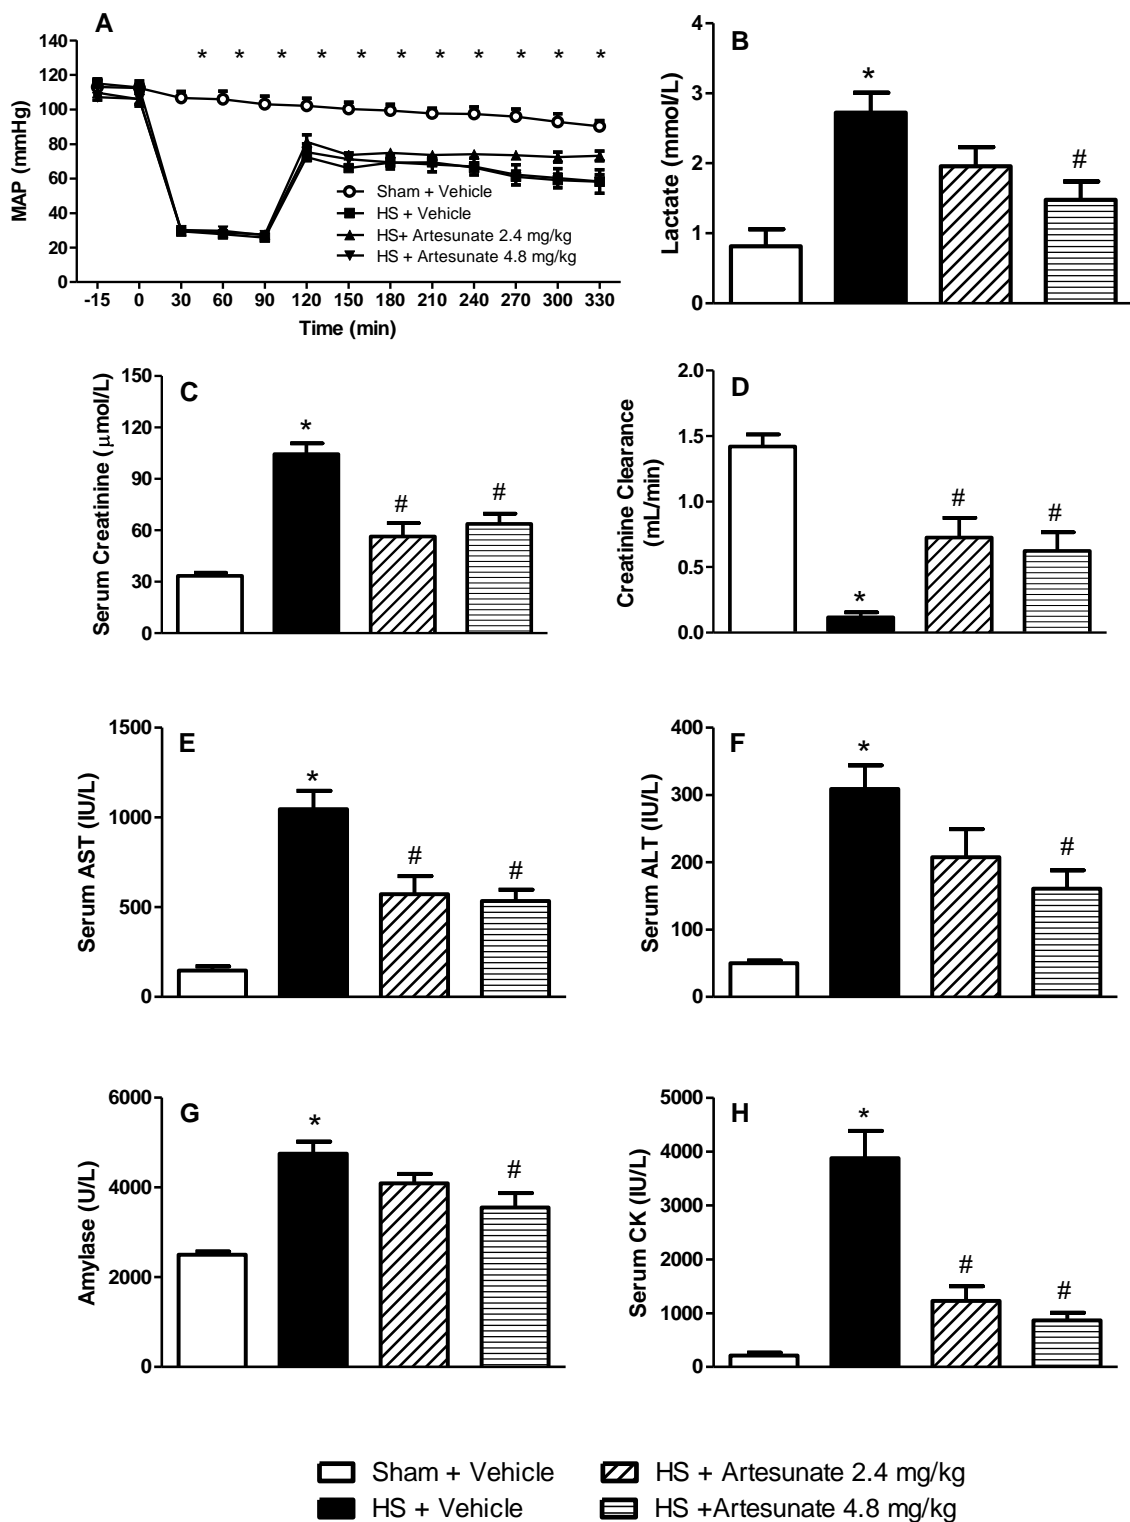 A
* * * * * * * * * * *
MAP (mmHg)
140
120
100
80
60
40
20
0
Sham + Vehicle
HS + Vehicle
HS+ Artesunate 2.4 mg/kg
HS + Artesunate 4.8 mg/kg
-15 0 30 60 90 120 150 180 210 240 270 300 330
Time (min)
B
Lactate (mmol/L)
4
3
2
1
0
*
#
C
Serum Creatinine (μmol/L)
150
120
90
60
30
0
*
#
#
D
Creatinine Clearance
(mL/min)
2.0
1.5
1.0
0.5
0.0
*
#
#
E
Serum AST (IU/L)
1500
1000
500
0
*
#
#
F
Serum ALT (IU/L)
400
300
200
100
0
*
#
G
Amylase (U/L)
6000
4000
2000
0
*
#
H
Serum CK (IU/L)
5000
4000
3000
2000
1000
0
*
#
#
Sham + Vehicle
HS + Vehicle
HS + Artesunate 2.4 mg/kg
HS +Artesunate 4.8 mg/kg